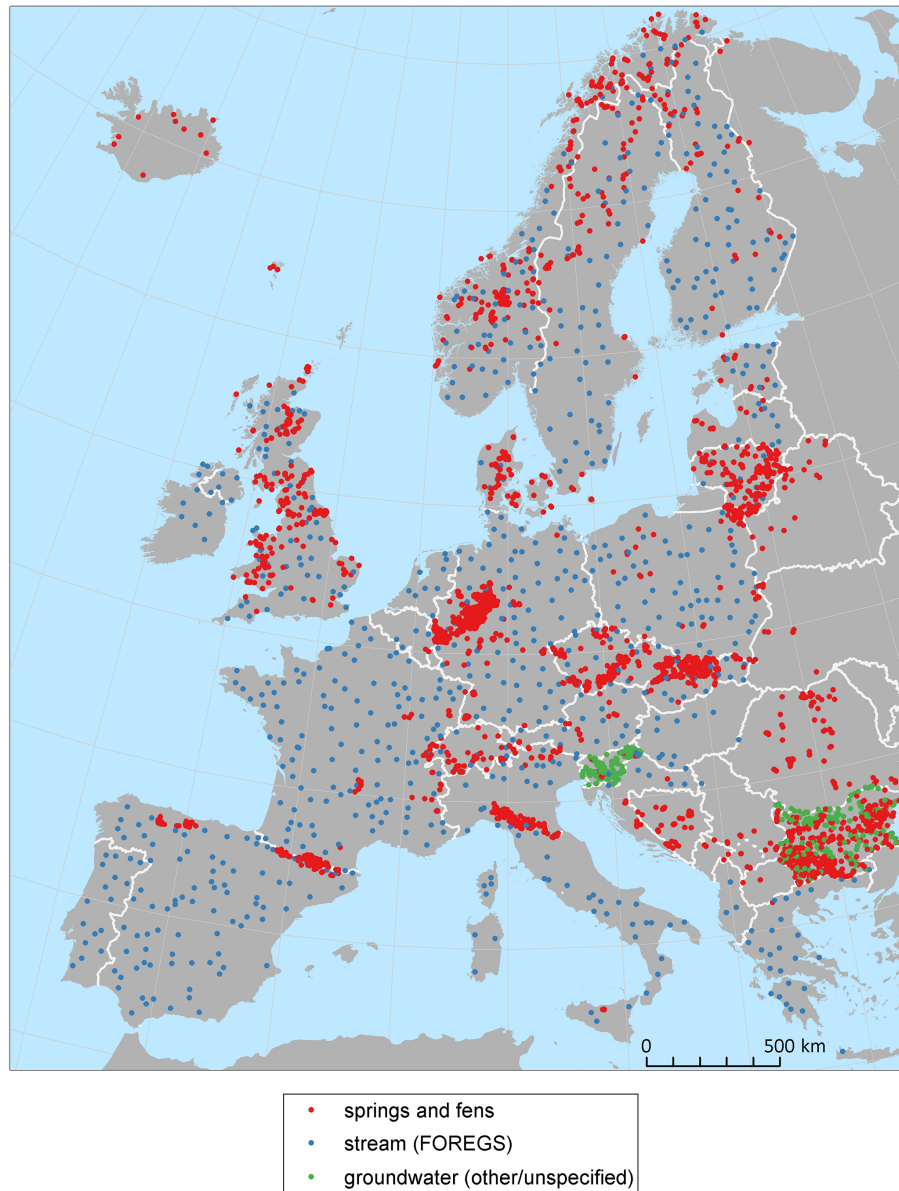 0 500 km
springs and fens
stream (FOREGS)
groundwater (other/unspecified)